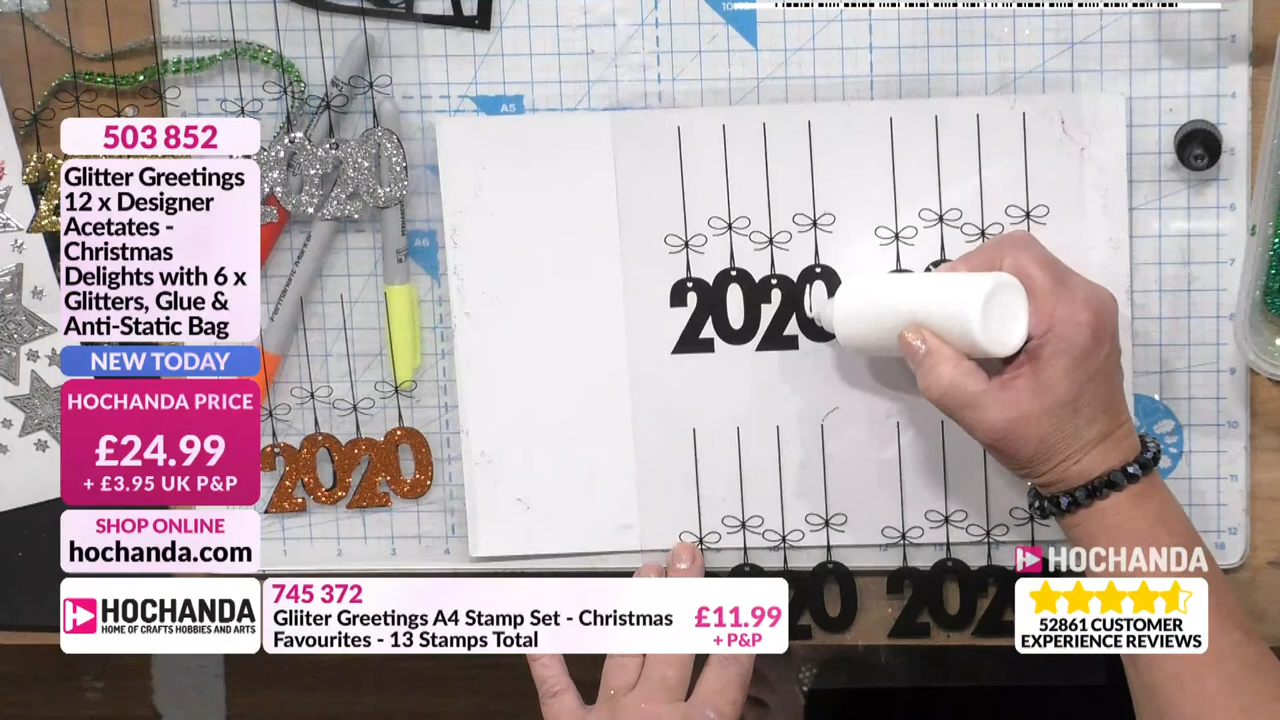 A5
503 852
Glitter Greetings
12 x Designer
Acetates -
Christmas
Delights with 6 x
Glitters, Glue &
Anti-Static Bag
NEW TODAY
HOCHANDA PRICE
£24.99
+ £3.95 UK P&P
SHOP ONLINE
hochanda.com
A6
2020
2020
2020
20
202
HOCHANDA
HOME OF CRAFTS HOBBIES AND ARTS
745 372
Gliiter Greetings A4 Stamp Set - Christmas
Favourites - 13 Stamps Total
£11.99
+ P&P
HOCHANDA
52861 CUSTOMER
EXPERIENCE REVIEWS